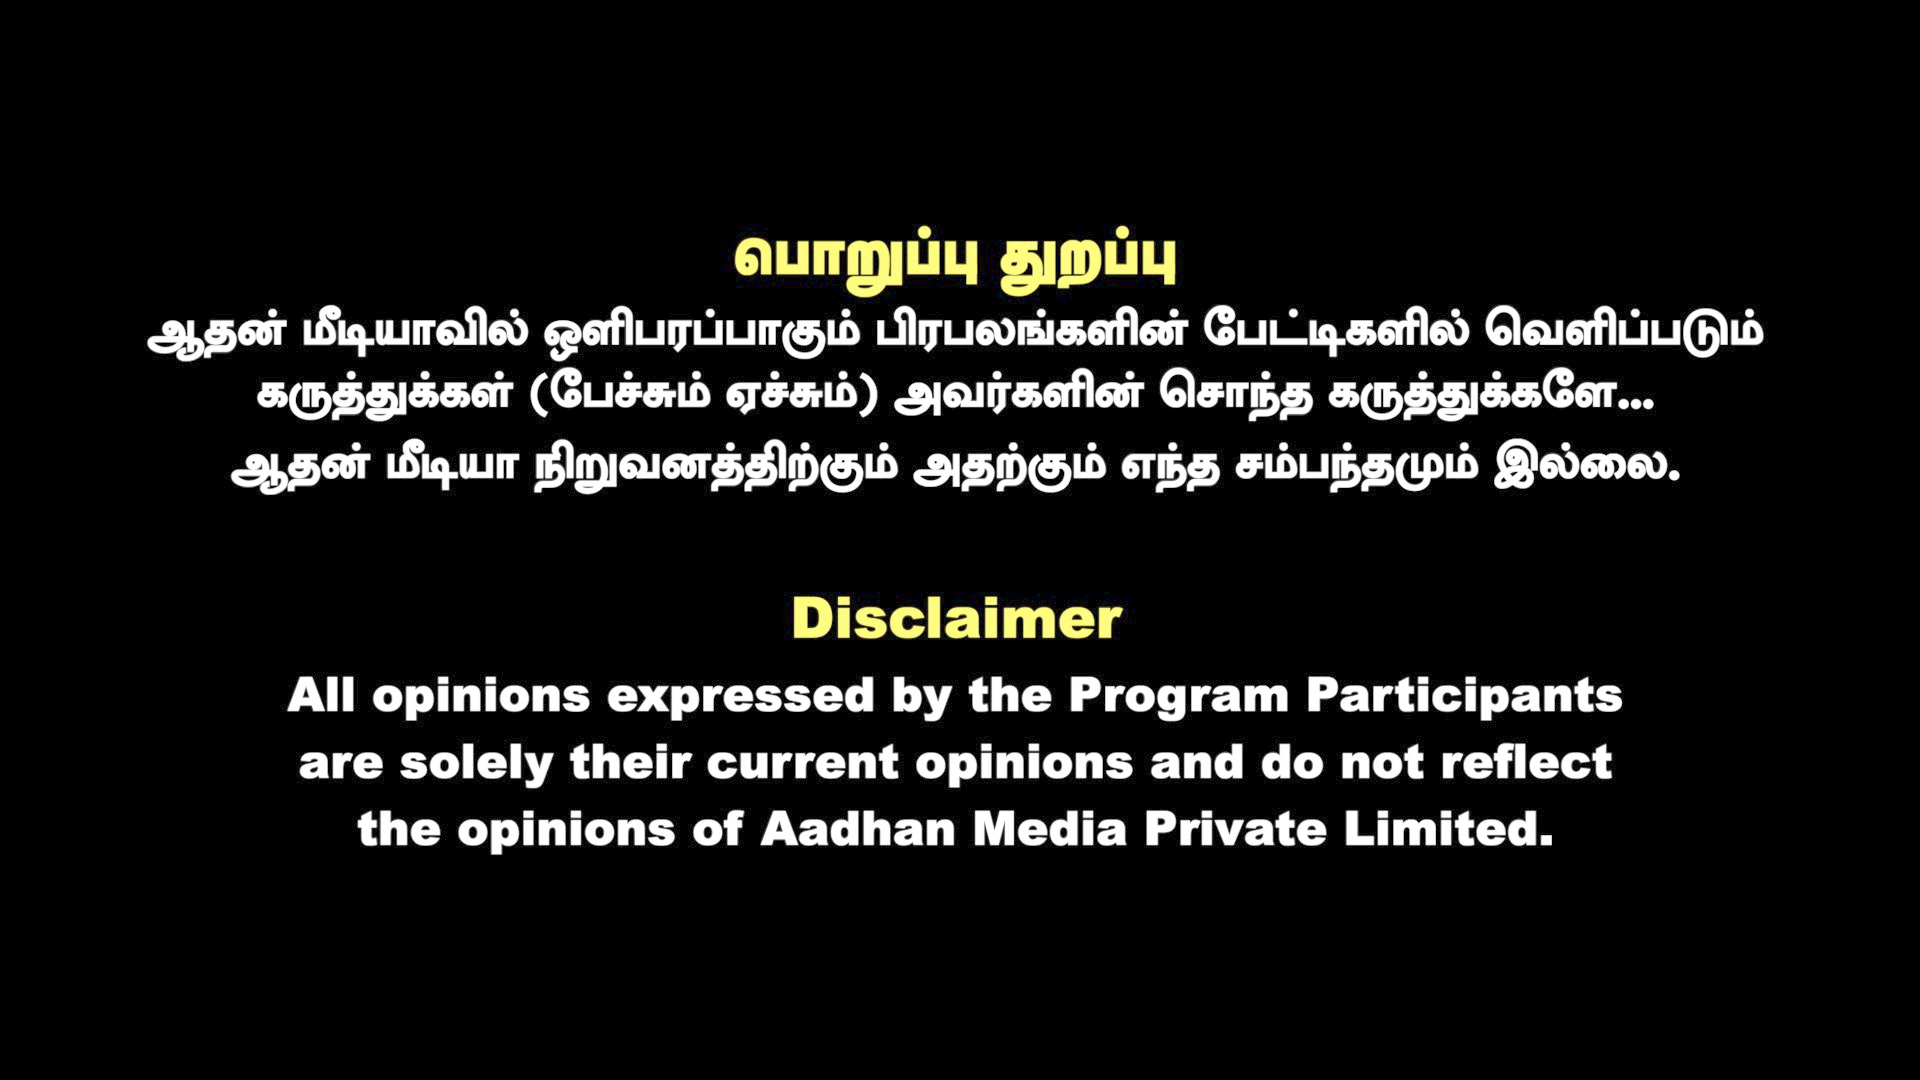 பொறுப்பு துறப்பு
ஆதன் மீடியாவில் ஒளிபரப்பாகும் பிரபலங்களின் பேட்டிகளில் வெளிப்படும்
கருத்துக்கள் (பேச்சும் ஏச்சும்) அவர்களின் சொந்த கருத்துக்களே...
ஆதன் மீடியா நிறுவனத்திற்கும் அதற்கும் எந்த சம்பந்தமும் இல்லை.
Disclaimer
All opinions expressed by the Program Participants
are solely their current opinions and do not reflect
the opinions of Aadhan Media Private Limited.